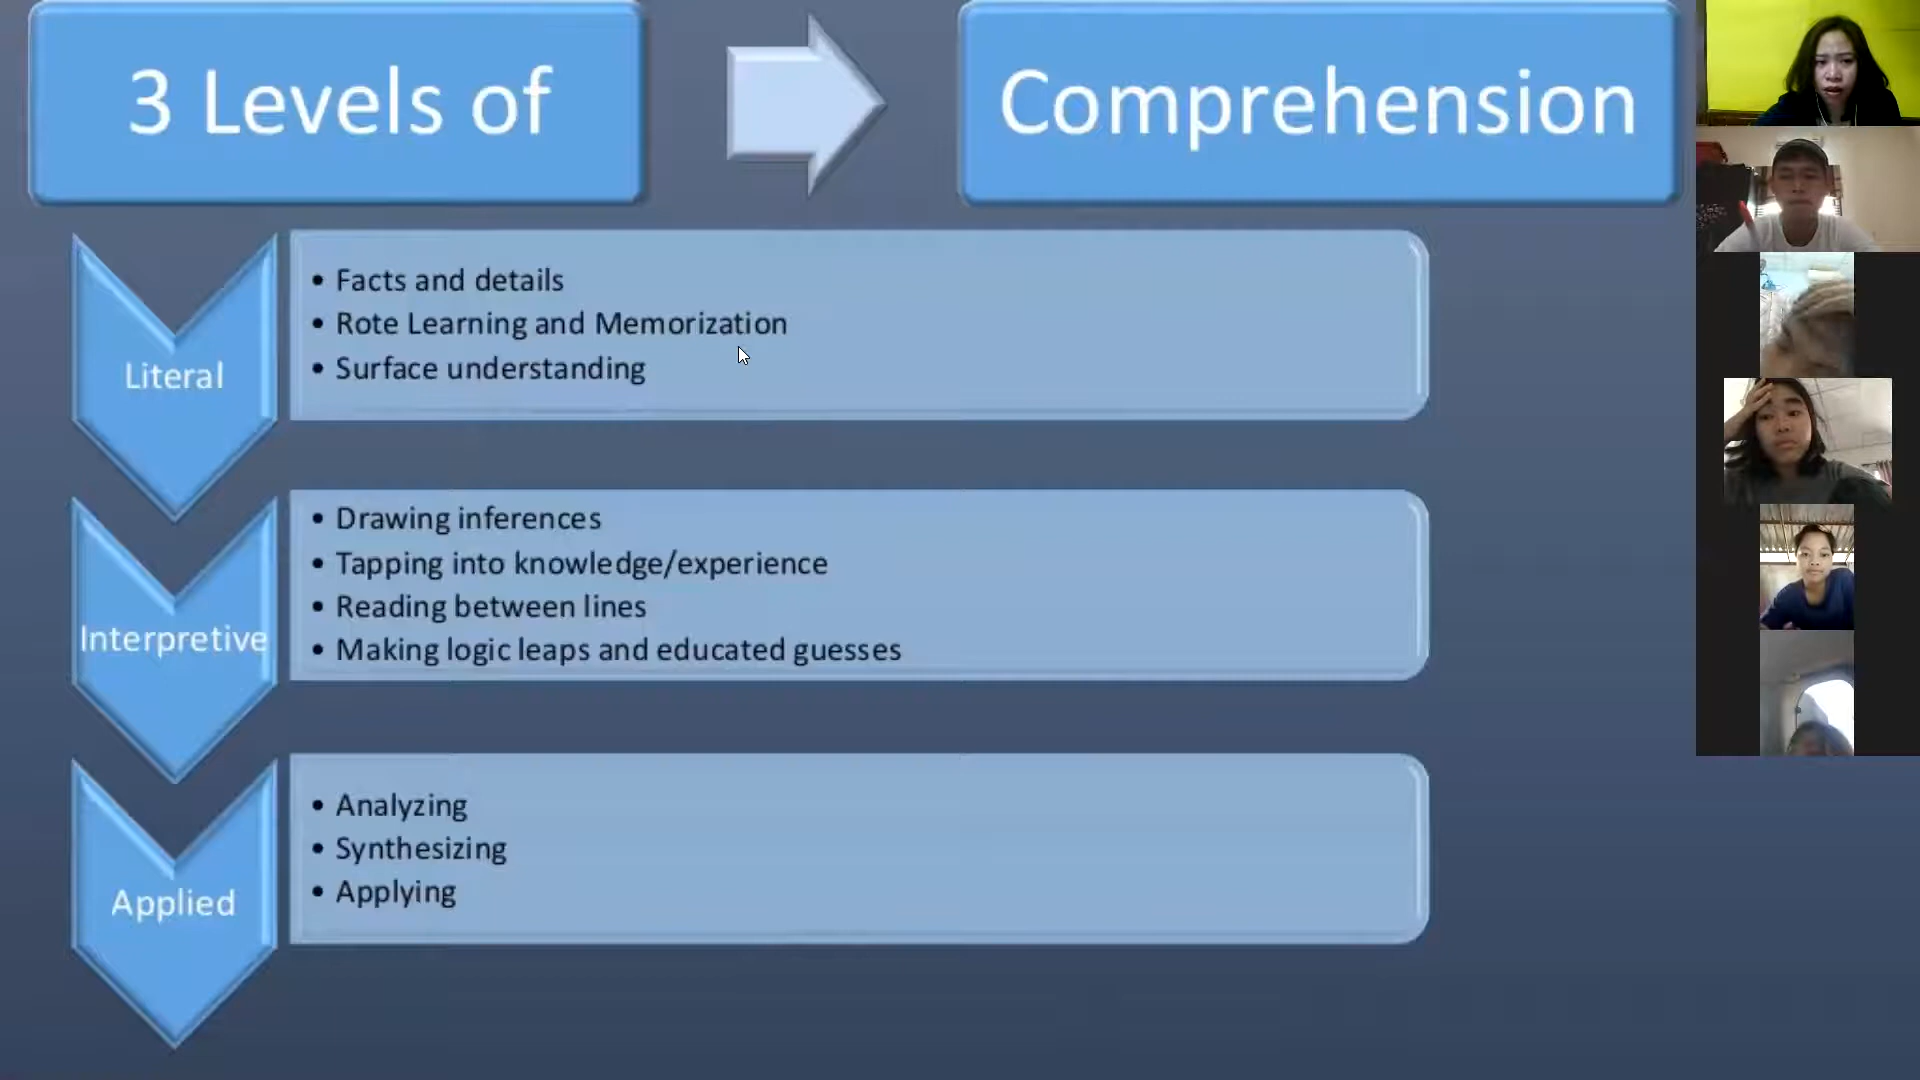 3 Levels of
Comprehension
Literal
• Facts and details
• Rote Learning and Memorization
• Surface understanding
Interpretive
• Drawing inferences
• Tapping into knowledge/experience
• Reading between lines
• Making logic leaps and educated guesses
Applied
• Analyzing
• Synthesizing
• Applying